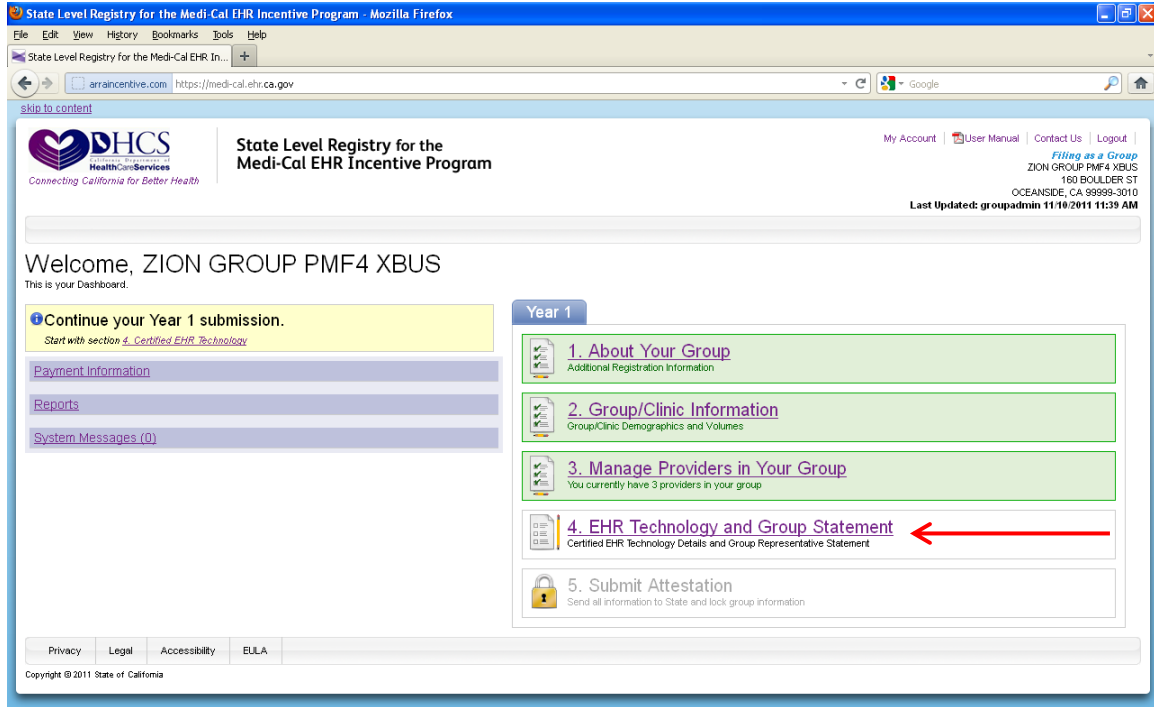 State Level Registry for the Medi-Cal EHR Incentive Program - Mozilla Firefox
File Edit View History Bookmarks Tools Help
State Level Registry for the Medi-Cal EHR In... +
arraincentive.com https://medi-cal.ehr.ca.gov Google
skip to content
DHCS
California Department of
HealthCareServices
Connecting California for Better Health
State Level Registry for the
Medi-Cal EHR Incentive Program
My Account User Manual Contact Us Logout
Filing as a Group
ZION GROUP PMF4 XBUS
160 BOULDER ST
OCEANSIDE, CA 99999-3010
Last Updated: groupadmin 11/10/2011 11:39 AM
Welcome, ZION GROUP PMF4 XBUS
This is your Dashboard.
Continue your Year 1 submission.
Start with section 4. Certified EHR Technology
Payment Information
Reports
System Messages (0)
Year 1
1. About Your Group
Additional Registration Information
2. Group/Clinic Information
Group/Clinic Demographics and Volumes
3. Manage Providers in Your Group
You currently have 3 providers in your group
4. EHR Technology and Group Statement
Certified EHR Technology Details and Group Representative Statement
5. Submit Attestation
Send all information to State and lock group information
Privacy Legal Accessibility EULA
Copyright © 2011 State of California